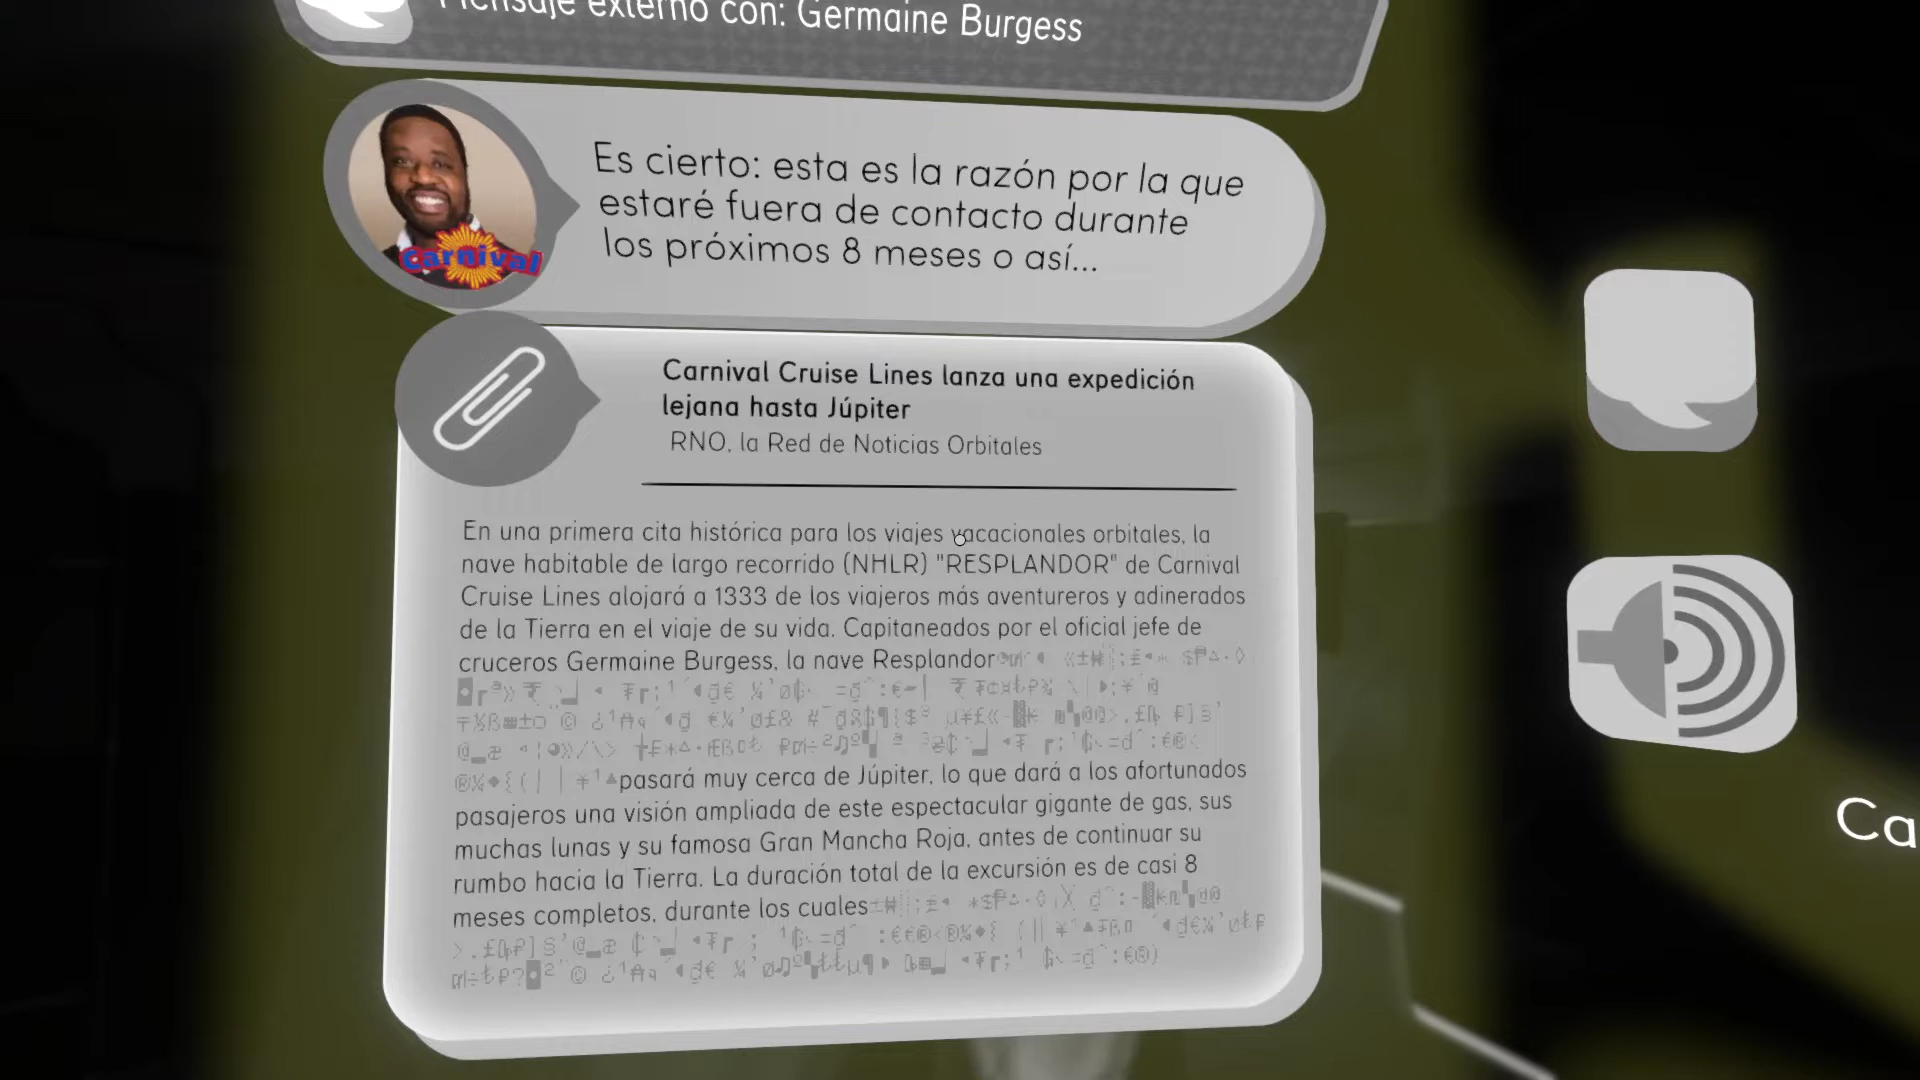 Mensaje externo con: Germaine Burgess
Es cierto: esta es la razón por la que
estaré fuera de contacto durante
los próximos 8 meses o así...
Carnival
Carnival Cruise Lines lanza una expedición
lejana hasta Júpiter
RNO, la Red de Noticias Orbitales
En una primera cita histórica para los viajes vacacionales orbitales, la
nave habitable de largo recorrido (NHLR) "RESPLANDOR" de Carnival
Cruise Lines alojará a 1333 de los viajeros más aventureros y adinerados
de la Tierra en el viaje de su vida. Capitaneados por el oficial jefe de
cruceros Germaine Burgess, la nave Resplandor
pasará muy cerca de Júpiter, lo que dará a los afortunados
pasajeros una visión ampliada de este espectacular gigante de gas, sus
muchas lunas y su famosa Gran Mancha Roja, antes de continuar su
rumbo hacia la Tierra. La duración total de la excursión es de casi 8
meses completos, durante los cuales
Ca